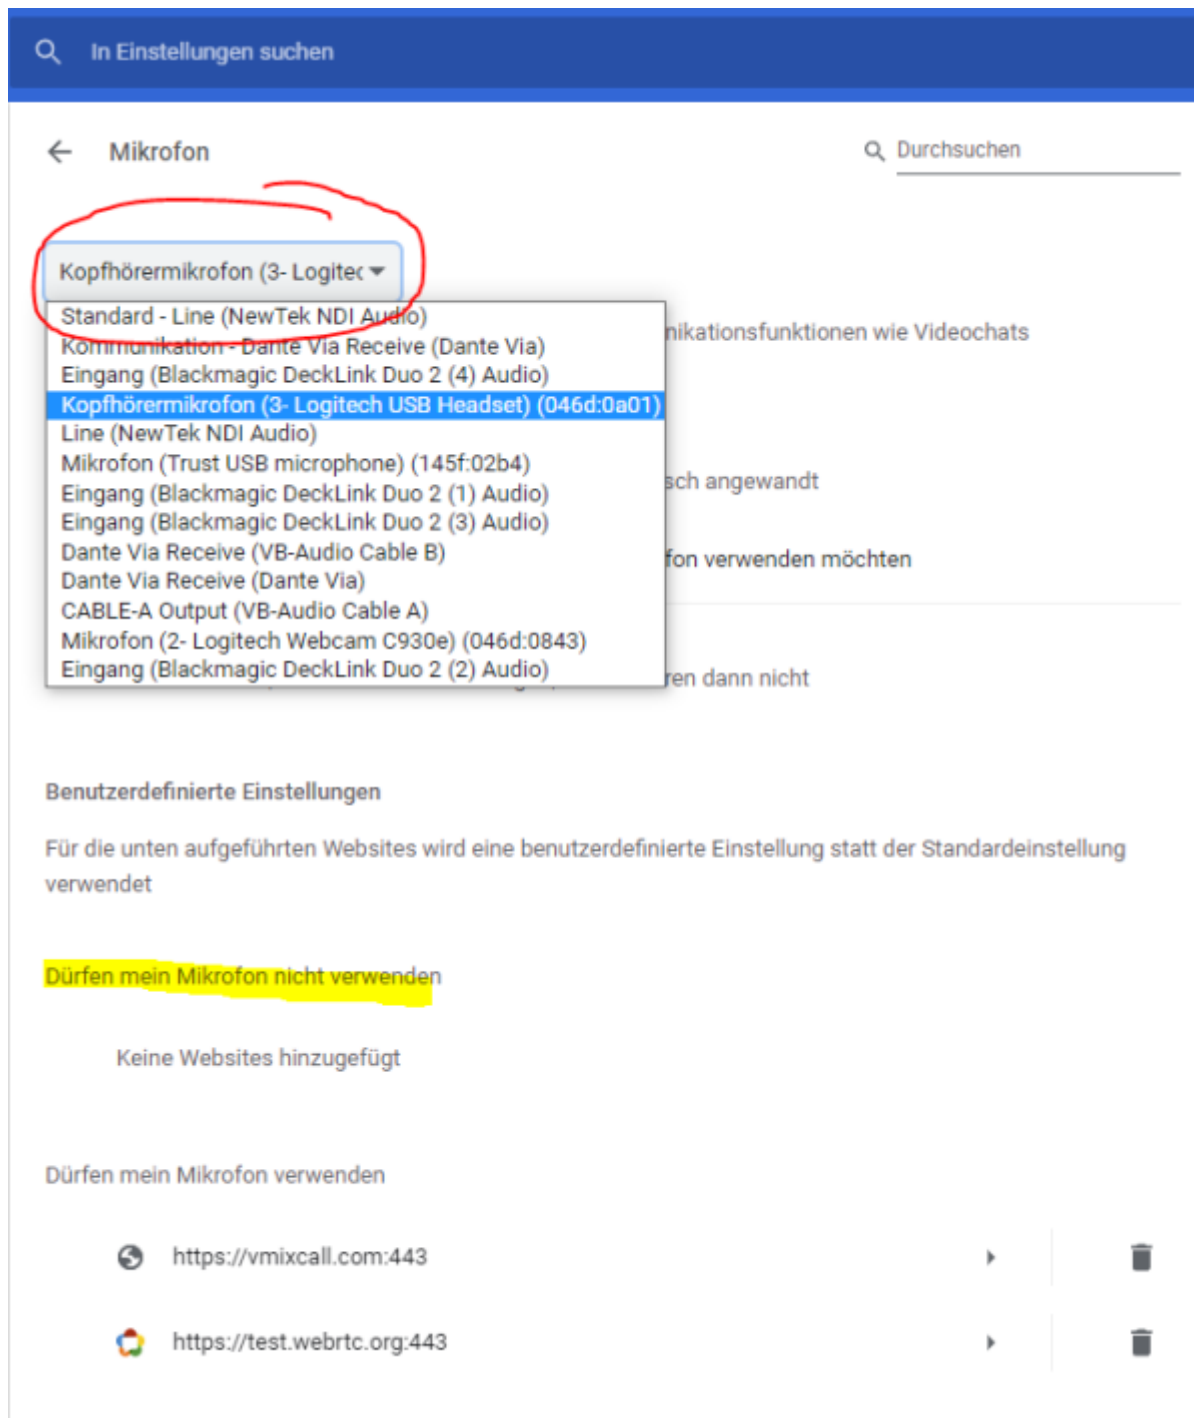 In Einstellungen suchen
Mikrofon
Durchsuchen
Kopfhörermikrofon (3- Logitec
Standard - Line (NewTek NDI Audio)
nikationsfunktionen wie Videochats
Kommunikation - Dante Via Receive (Dante Via)
Eingang (Blackmagic DeckLink Duo 2 (4) Audio)
Kopfhörermikrofon (3- Logitech USB Headset) (046d:0a01)
Line (NewTek NDI Audio)
Mikrofon (Trust USB microphone) (145f:02b4)
sch angewandt
Eingang (Blackmagic DeckLink Duo 2 (1) Audio)
Eingang (Blackmagic DeckLink Duo 2 (3) Audio)
Dante Via Receive (VB-Audio Cable B)
fon verwenden möchten
Dante Via Receive (Dante Via)
CABLE-A Output (VB-Audio Cable A)
Mikrofon (2- Logitech Webcam C930e) (046d:0843)
Eingang (Blackmagic DeckLink Duo 2 (2) Audio)
ren dann nicht
Benutzerdefinierte Einstellungen
Für die unten aufgeführten Websites wird eine benutzerdefinierte Einstellung statt der Standardeinstellung
verwendet
Dürfen mein Mikrofon nicht verwenden
Keine Websites hinzugefügt
Dürfen mein Mikrofon verwenden
https://vmixcall.com:443
https://test.webrtc.org:443